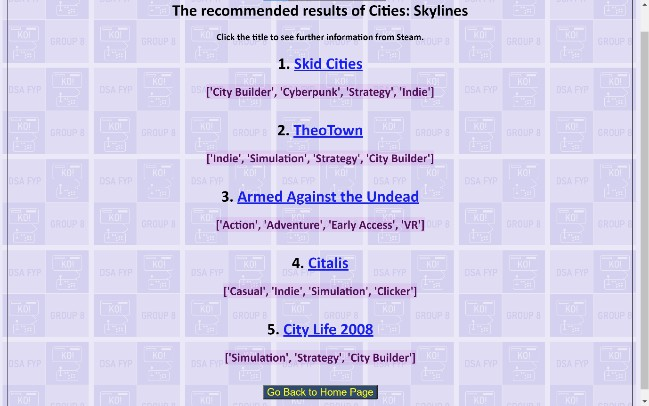 The recommended results of Cities: Skylines
Click the title to see further information from Steam.
1. Skid Cities
['City Builder', 'Cyberpunk', 'Strategy', 'Indie']
2. TheoTown
['Indie', 'Simulation', 'Strategy', 'City Builder']
3. Armed Against the Undead
['Action', 'Adventure', 'Early Access', 'VR']
4. Citalis
['Casual', 'Indie', 'Simulation', 'Clicker']
5. City Life 2008
['Simulation', 'Strategy', 'City Builder']
Go Back to Home Page